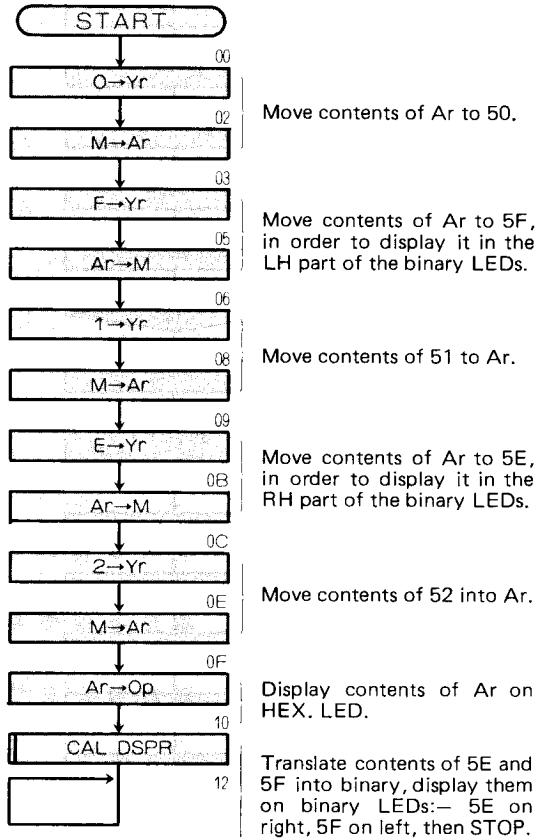 START
00
0→Yr
Move contents of Ar to 50.
02
M→Ar
03
F→Yr
Move contents of Ar to 5F,
in order to display it in the
LH part of the binary LEDs.
05
Ar→M
06
1→Yr
Move contents of 51 to Ar.
08
M→Ar
09
E→Yr
Move contents of Ar to 5E,
in order to display it in the
RH part of the binary LEDs.
0B
Ar→M
0C
2→Yr
Move contents of 52 into Ar.
0E
M→Ar
0F
Ar→Op
Display contents of Ar on
HEX. LED.
10
CAL DSPR
12
Translate contents of 5E and
5F into binary, display them
on binary LEDs:— 5E on
right, 5F on left, then STOP.